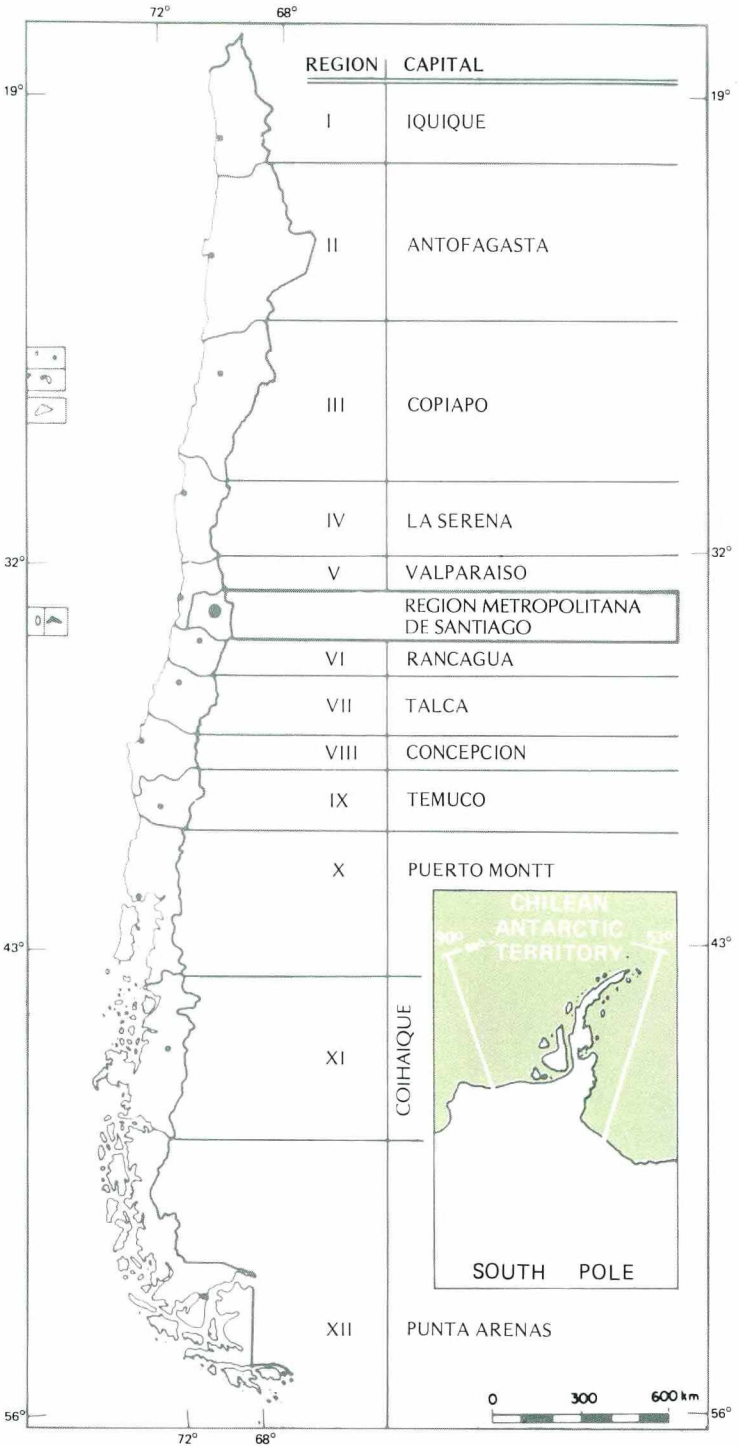 72° 68°
REGION CAPITAL
19° 19°
I IQUIQUE
II ANTOFAGASTA
III COPIAPO
IV LA SERENA
32° 32°
V VALPARAISO
REGION METROPOLITANA
DE SANTIAGO
VI RANCAGUA
VII TALCA
VIII CONCEPCION
IX TEMUCO
X PUERTO MONTT
CHILEAN
ANTARCTIC
TERRITORY
90° 53°
43° 43°
XI COIHAIQUE
SOUTH POLE
XII PUNTA ARENAS
0 300 600 km
56° 56°
72° 68°